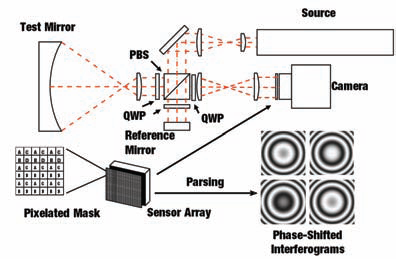 Source
Test Mirror
PBS
Camera
QWP
QWP
Reference
Mirror
Parsing
Pixelated Mask
Sensor Array
Phase-Shifted
Interferograms